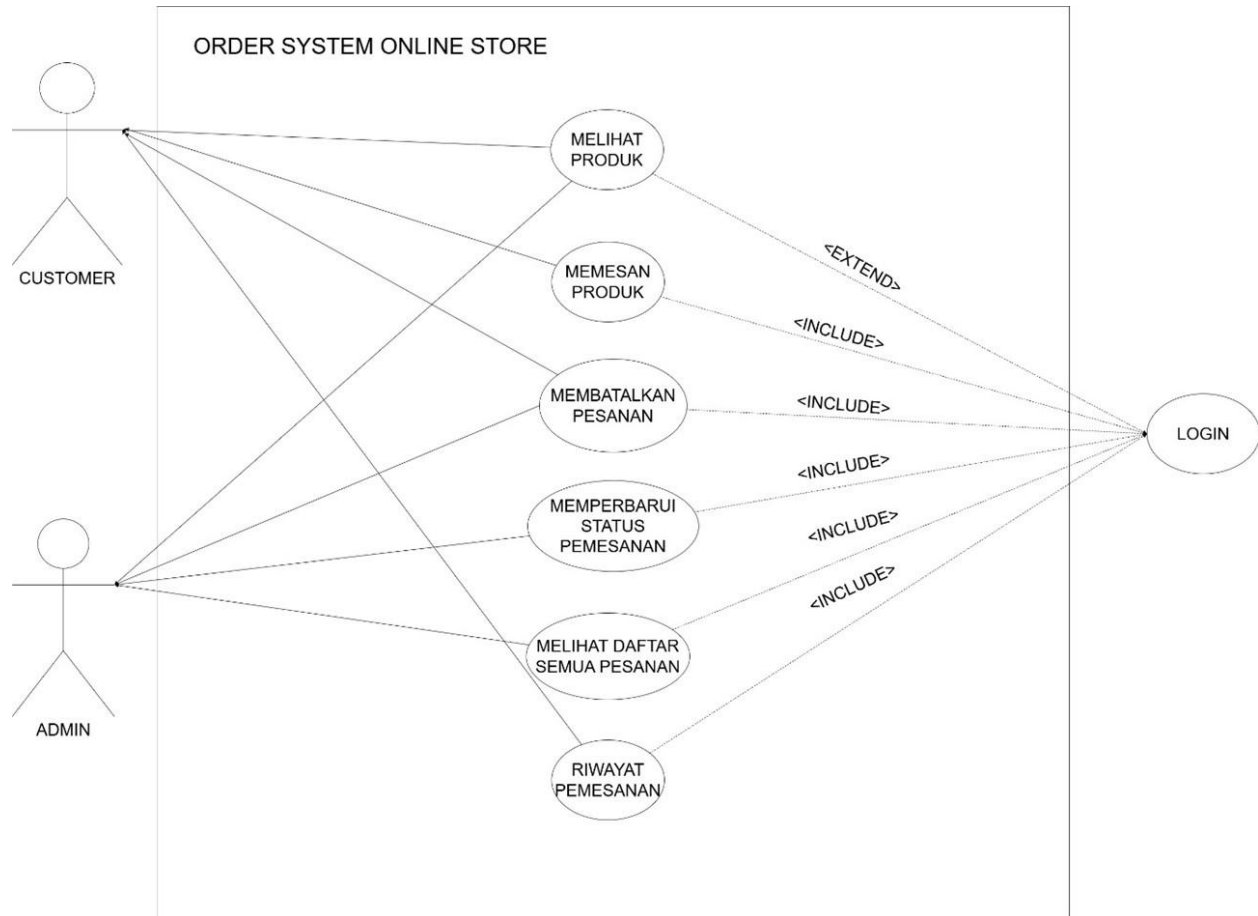 ORDER SYSTEM ONLINE STORE
MELIHAT
PRODUK
<EXTEND>
CUSTOMER
MEMESAN
PRODUK
<INCLUDE>
MEMBATALKAN
PESANAN
<INCLUDE>
LOGIN
MEMPERBARUI
STATUS
PEMESANAN
<INCLUDE>
<INCLUDE>
MELIHAT DAFTAR
SEMUA PESANAN
<INCLUDE>
ADMIN
RIWAYAT
PEMESANAN